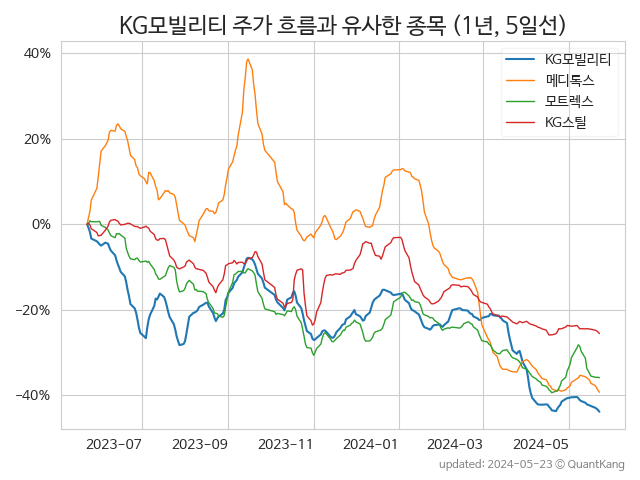 KG모빌리티 주가 흐름과 유사한 종목 (1년, 5일선)
KG모빌리티
메디톡스
모트렉스
KG스틸
40%
20%
0%
−20%
−40%
2023-07 2023-09 2023-11 2024-01 2024-03 2024-05
updated: 2024-05-23 ⓒ QuantKang